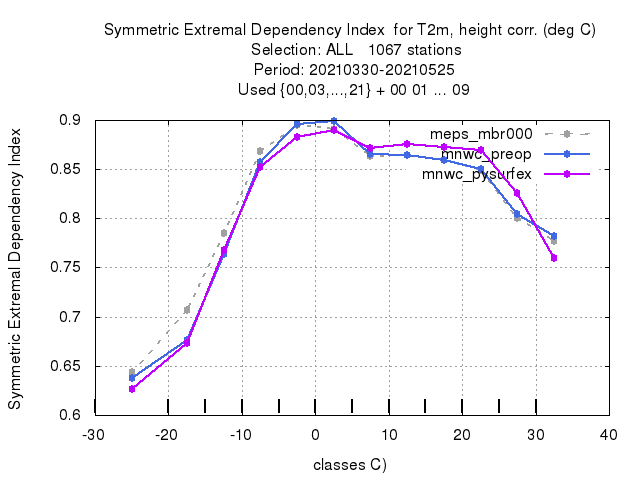 Symmetric Extremal Dependency Index  for T2m, height corr. (deg C)
Selection: ALL   1067 stations
Period: 20210330-20210525
Used {00,03,...,21} + 00 01 ... 09
Symmetric Extremal Dependency Index
0.9
0.85
0.8
0.75
0.7
0.65
0.6
meps_mbr000
mnwc_preop
mnwc_pysurfex
-30 -20 -10 0 10 20 30 40
classes C)